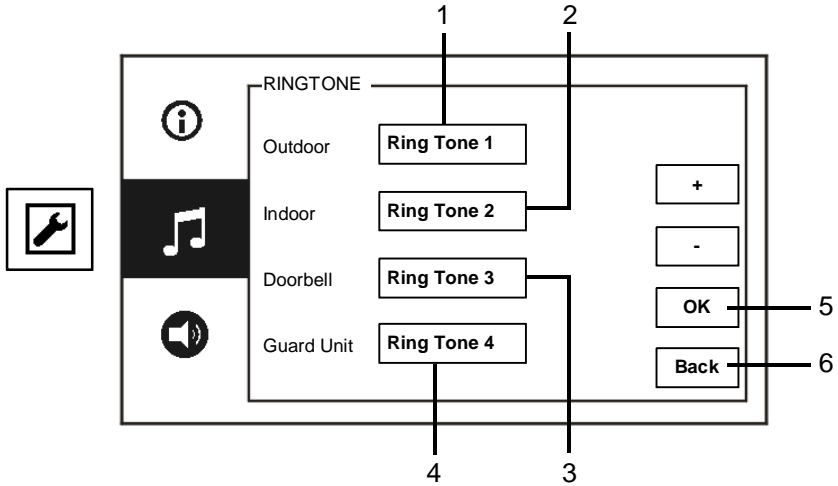 1 2
RINGTONE
Outdoor Ring Tone 1
+
Indoor Ring Tone 2
-
Doorbell Ring Tone 3
OK 5
Guard Unit Ring Tone 4
Back 6
4 3